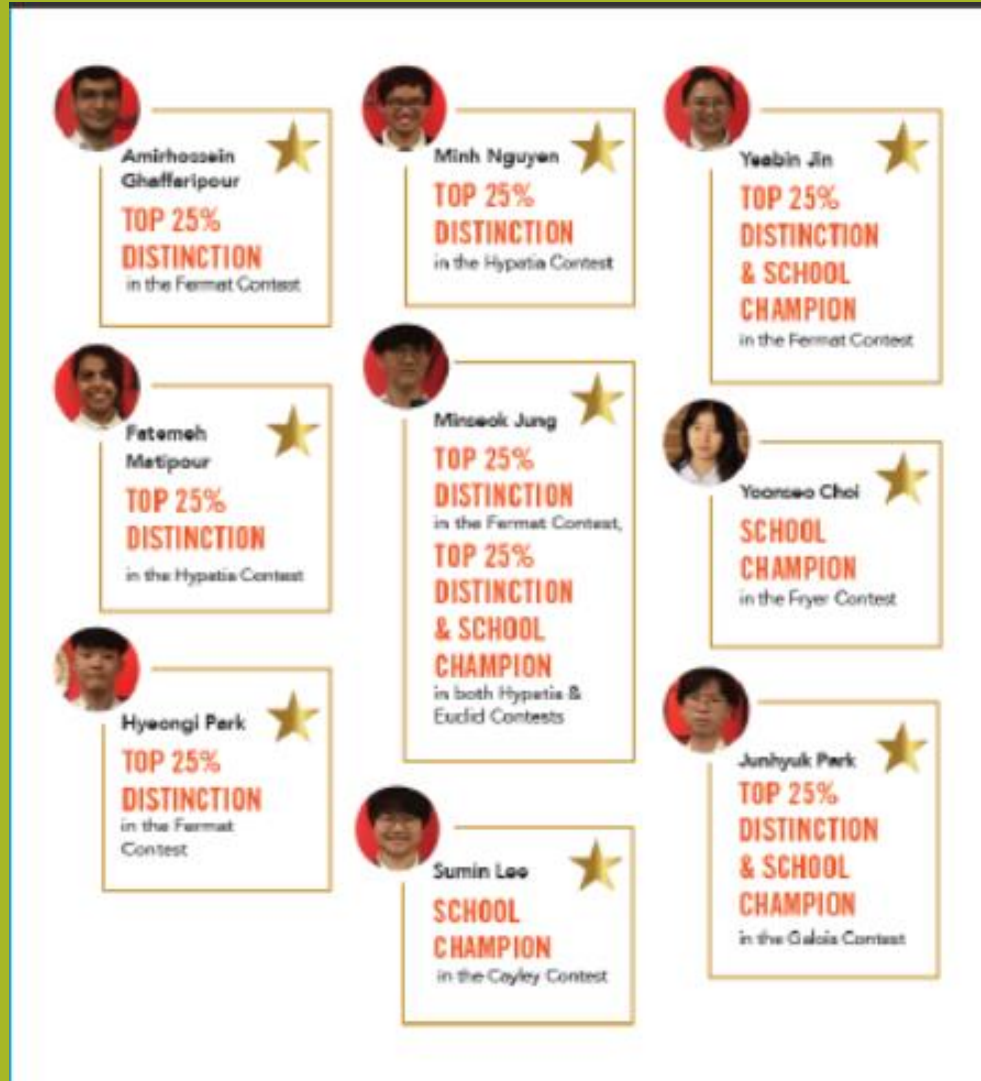 Amirhossein
Ghaffaripour
TOP 25%
DISTINCTION
in the Fermat Contest
Minh Nguyen
TOP 25%
DISTINCTION
in the Hypatia Contest
Yeabin Jin
TOP 25%
DISTINCTION
& SCHOOL
CHAMPION
in the Fermat Contest
Fatemeh
Matipour
TOP 25%
DISTINCTION
in the Hypatia Contest
Minseok Jung
TOP 25%
DISTINCTION
in the Fermat Contest,
TOP 25%
DISTINCTION
& SCHOOL
CHAMPION
in both Hypatia &
Euclid Contests
Yoonseo Choi
SCHOOL
CHAMPION
in the Fryer Contest
Hyeongi Park
TOP 25%
DISTINCTION
in the Fermat
Contest
Sumin Lee
SCHOOL
CHAMPION
in the Cayley Contest
Junhyuk Park
TOP 25%
DISTINCTION
& SCHOOL
CHAMPION
in the Galois Contest